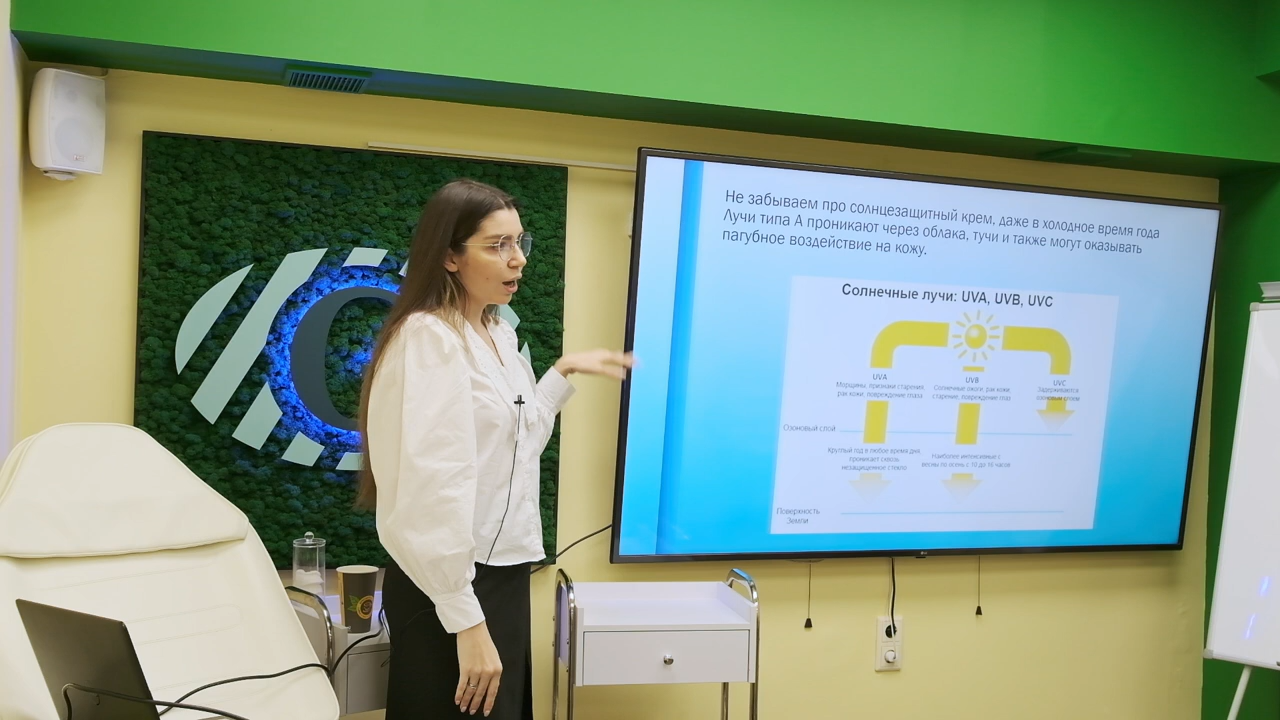 Не забываем про солнцезащитный крем, даже в холодное время года
Лучи типа А проникают через облака, тучи и также могут оказывать
пагубное воздействие на кожу.
Солнечные лучи: UVA, UVB, UVC
UVA
Морщины, признаки старения,
рак кожи, повреждение глаза
UVB
Солнечные ожоги, рак кожи,
старение, повреждение глаз
UVC
Задерживаются
озоновым слоем
Озоновый слой
Круглый год в любое время дня,
проникает сквозь
незащищенное стекло
Наиболее интенсивные с
весны по осень с 10 до 16 часов
Поверхность
Земли
LG